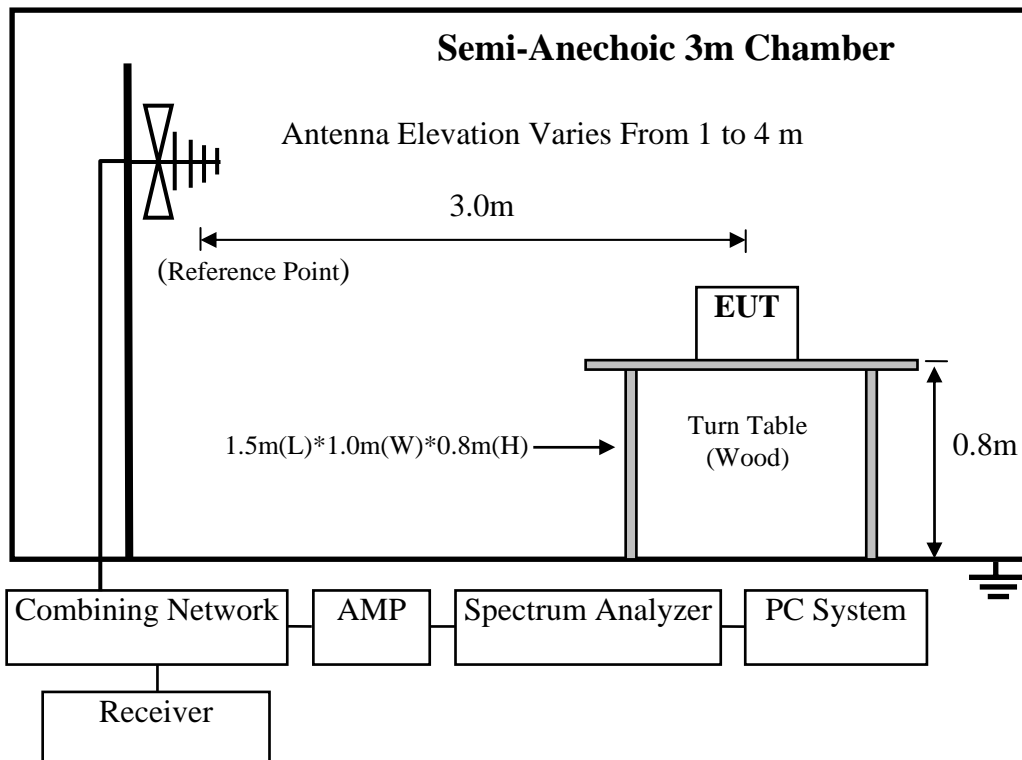 Semi-Anechoic 3m Chamber
Antenna Elevation Varies From 1 to 4 m
3.0m
(Reference Point)
EUT
1.5m(L)*1.0m(W)*0.8m(H)
Turn Table
(Wood)
0.8m
Combining Network
AMP
Spectrum Analyzer
PC System
Receiver